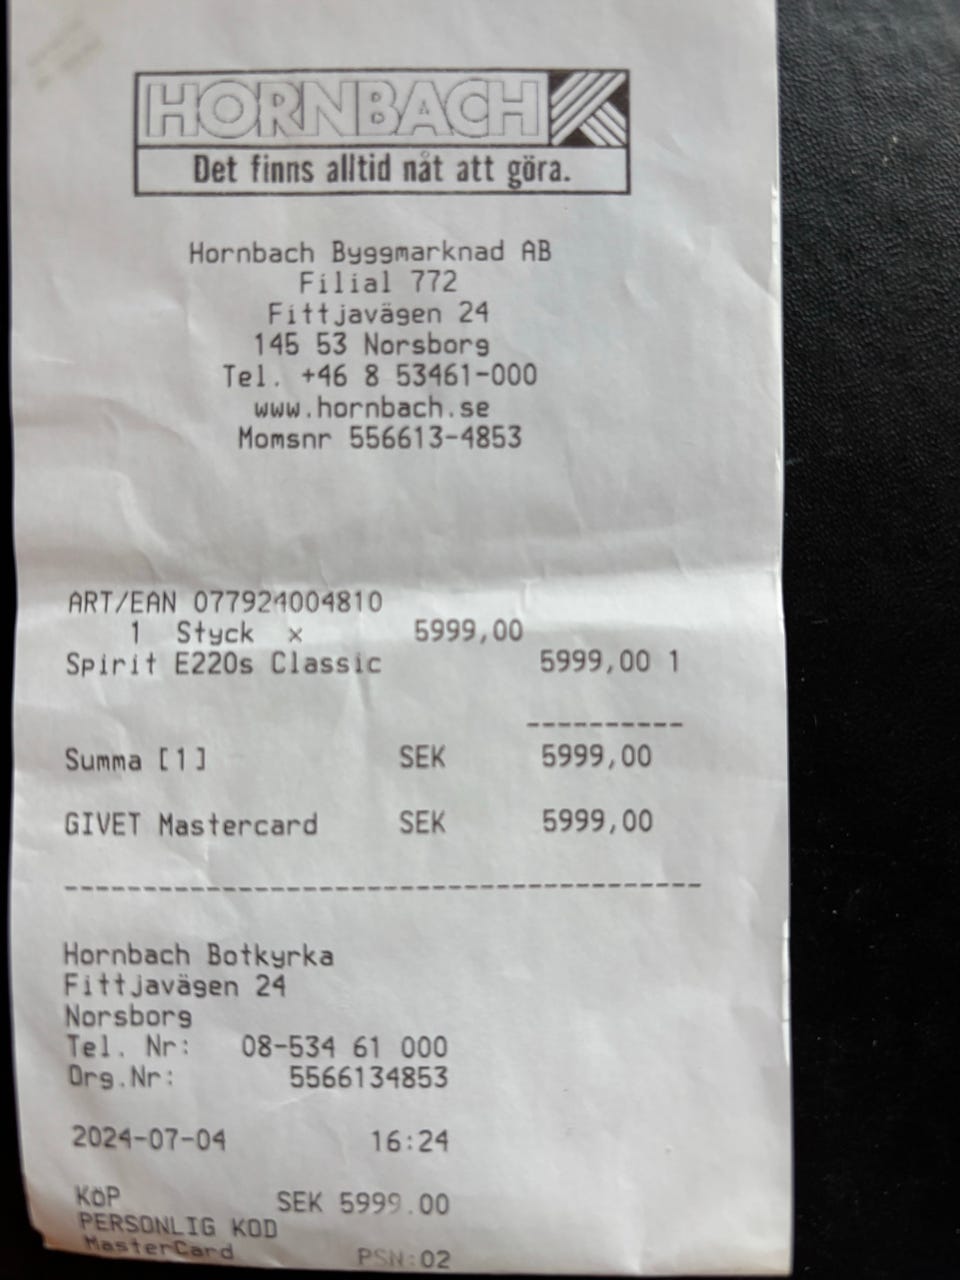 HORNBACH
Det finns alltid nåt att göra.
Hornbach Byggmarknad AB
Filial 772
Fittjavägen 24
145 53 Norsborg
Tel. +46 8 53461-000
www.hornbach.se
Momsnr 556613-4853
ART/EAN 077924004810
1 Styck x 5999,00
Spirit E220s Classic 5999,00 1
----------
Summa [1] SEK 5999,00
GIVET Mastercard SEK 5999,00
----------------------------------------
Hornbach Botkyrka
Fittjavägen 24
Norsborg
Tel. Nr: 08-534 61 000
Org.Nr: 5566134853
2024-07-04 16:24
KÖP SEK 5999.00
PERSONLIG KOD
MasterCard PSN:02